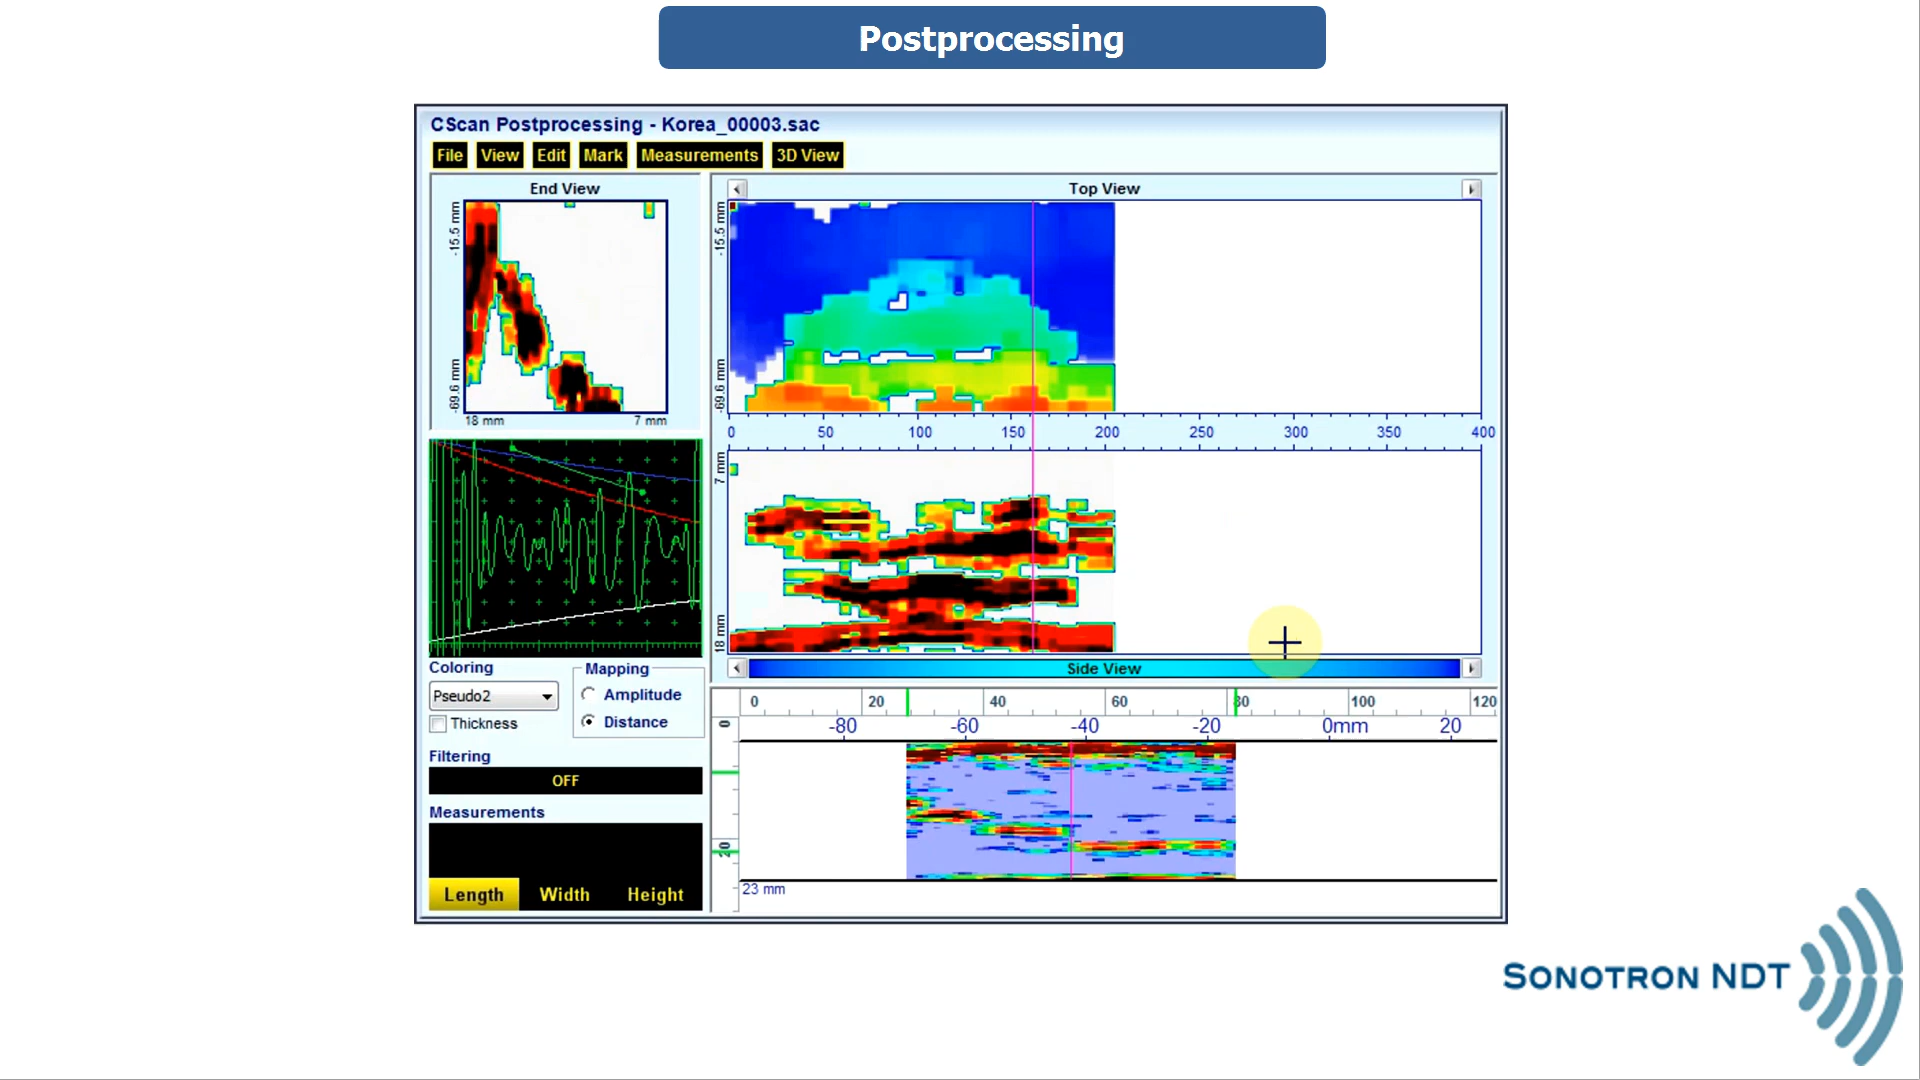 Postprocessing
CScan Postprocessing - Korea_00003.sac
File View Edit Mark Measurements 3D View
End View
-15.5 mm
-69.6 mm
18 mm 7 mm
Top View
-15.5 mm
-69.6 mm
0 50 100 150 200 250 300 350 400
7 mm
18 mm
Side View
Coloring
Pseudo2
Thickness
Mapping
Amplitude
Distance
Filtering
OFF
Measurements
Length Width Height
0 20 40 60 80 100 120
-80 -60 -40 -20 0mm 20
0
20
23 mm
SONOTRON NDT